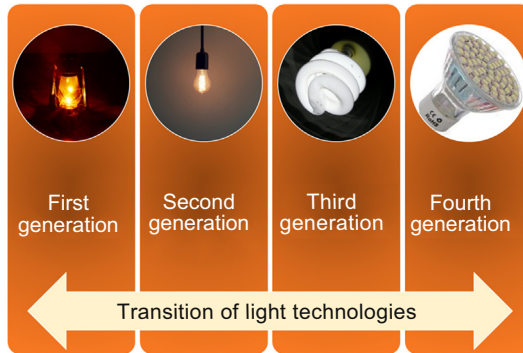 First
generation
Second
generation
Third
generation
Fourth
generation
Transition of light technologies